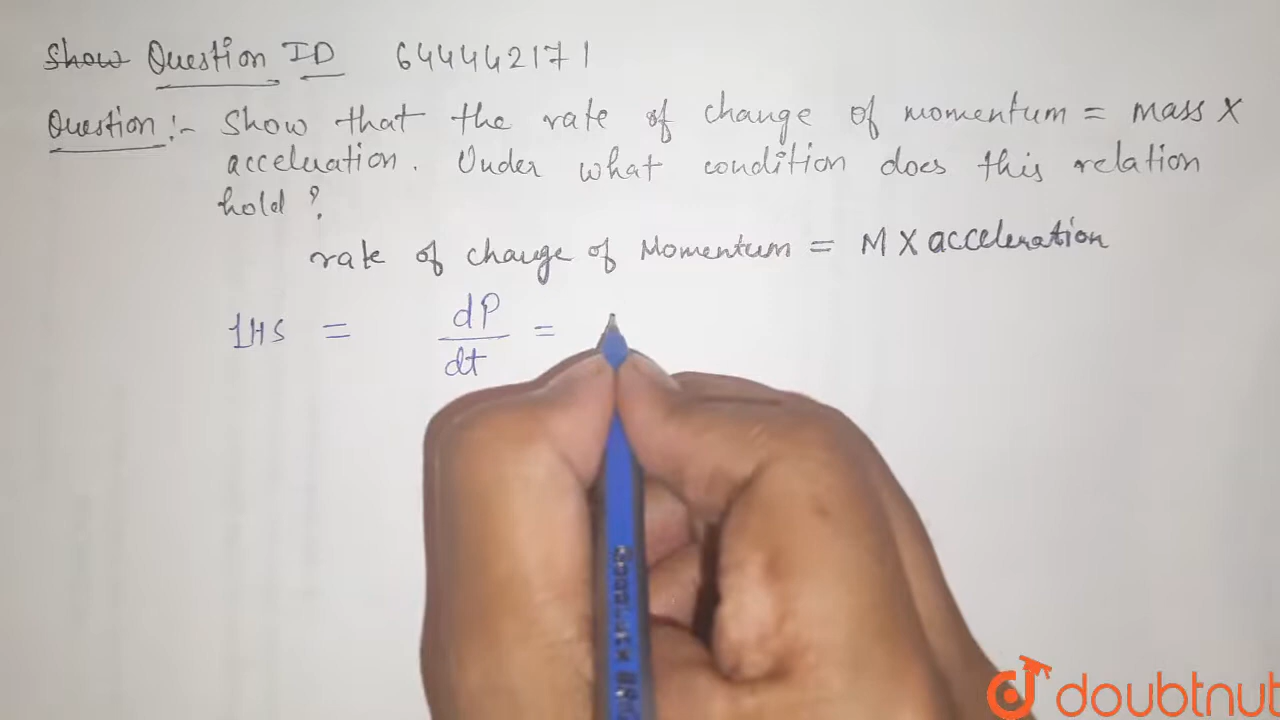 Show Question ID 644442171
Question :- Show that the rate of change of momentum = mass X
acceluation. Under what condition does this relation
hold ?
rate of change of Momentum = M X acceleration
LHS = dP/dt =
doubtnut